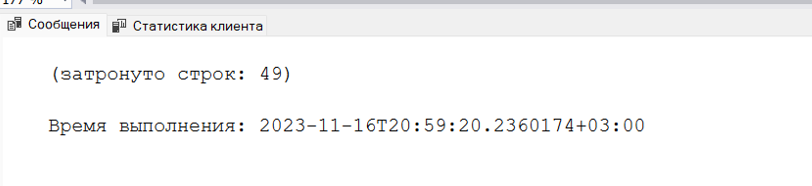 177 %
Сообщения Статистика клиента
(затронуто строк: 49)
Время выполнения: 2023-11-16T20:59:20.2360174+03:00